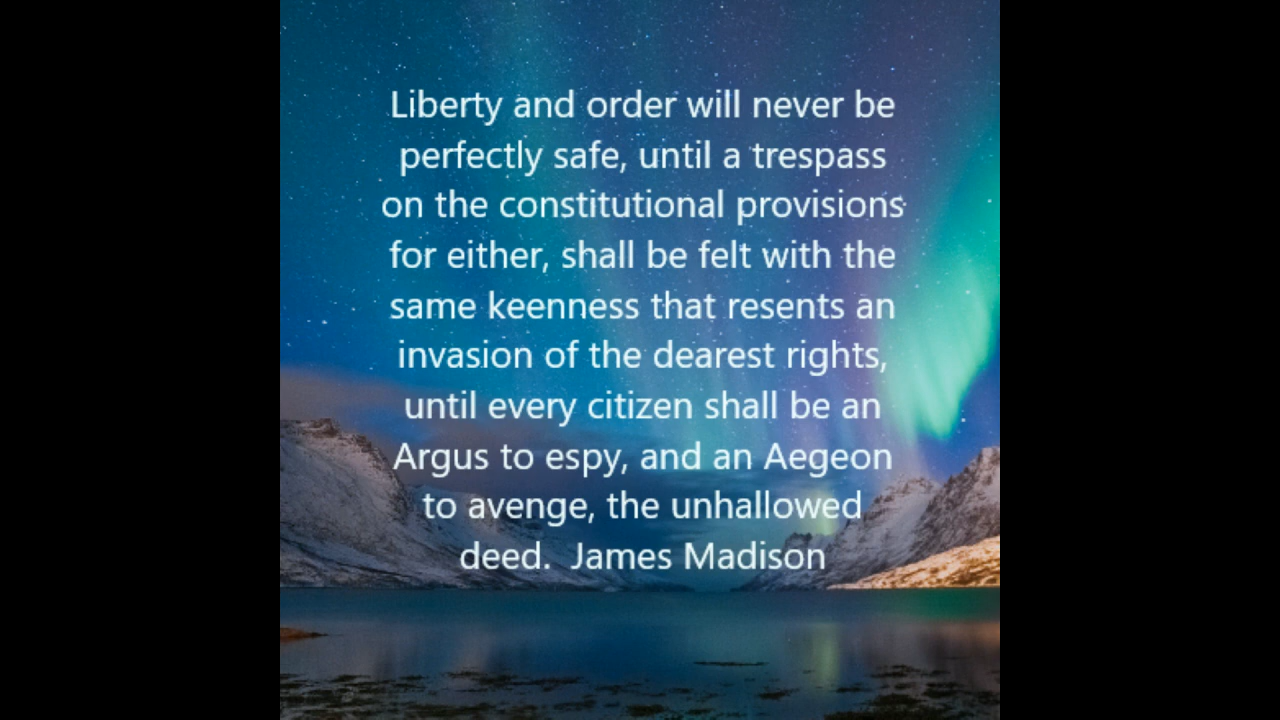 Liberty and order will never be
perfectly safe, until a trespass
on the constitutional provisions
for either, shall be felt with the
same keenness that resents an
invasion of the dearest rights,
until every citizen shall be an
Argus to espy, and an Aegeon
to avenge, the unhallowed
deed.  James Madison